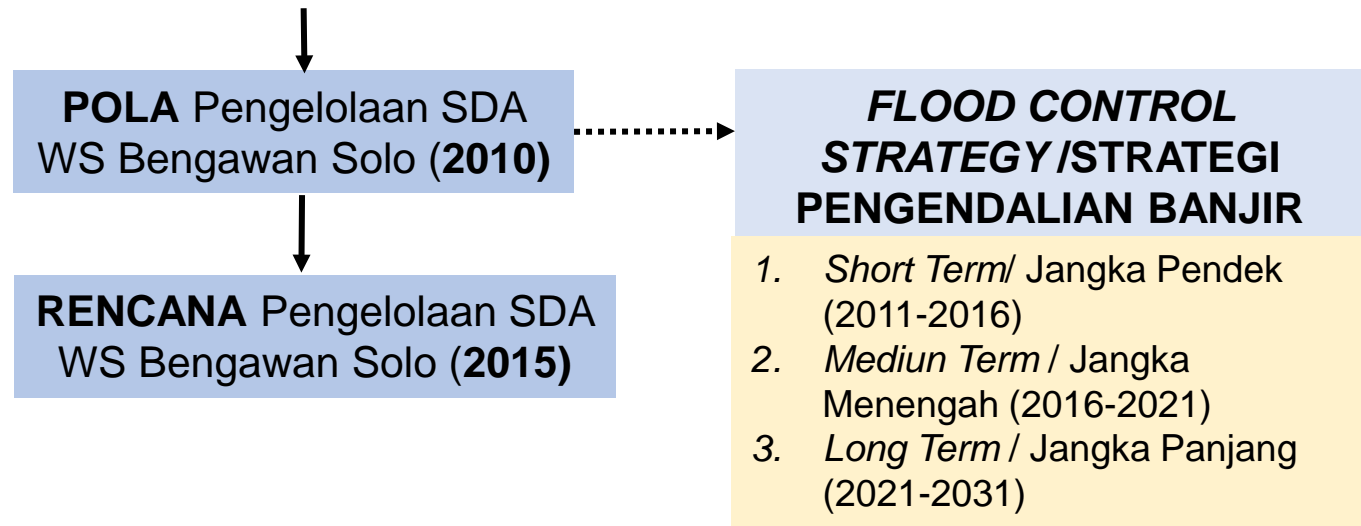 POLA Pengelolaan SDA
WS Bengawan Solo (2010)
RENCANA Pengelolaan SDA
WS Bengawan Solo (2015)
FLOOD CONTROL
STRATEGY /STRATEGI
PENGENDALIAN BANJIR
1. Short Term/ Jangka Pendek
(2011-2016)
2. Mediun Term / Jangka
Menengah (2016-2021)
3. Long Term / Jangka Panjang
(2021-2031)